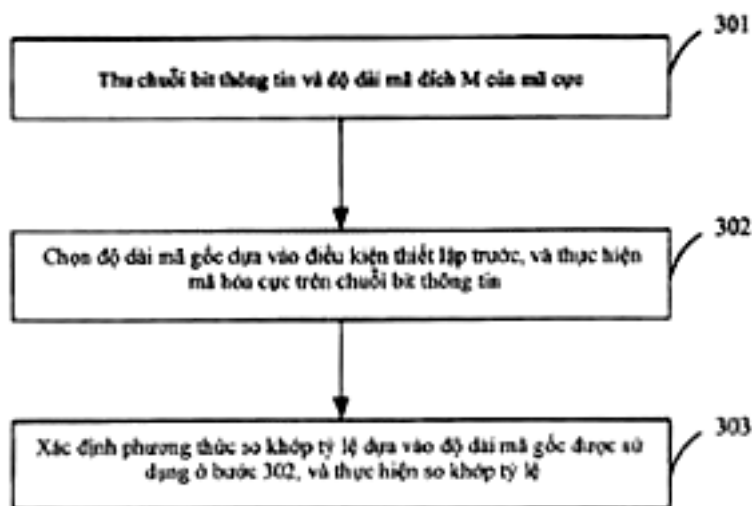 301
Thu chuỗi bit thông tin và độ dài mã đích M của mã cực
302
Chọn độ dài mã gốc dựa vào điều kiện thiết lập trước, và thực hiện
mã hóa cực trên chuỗi bit thông tin
303
Xác định phương thức so khớp tỷ lệ dựa vào độ dài mã gốc được sử
dụng ở bước 302, và thực hiện so khớp tỷ lệ